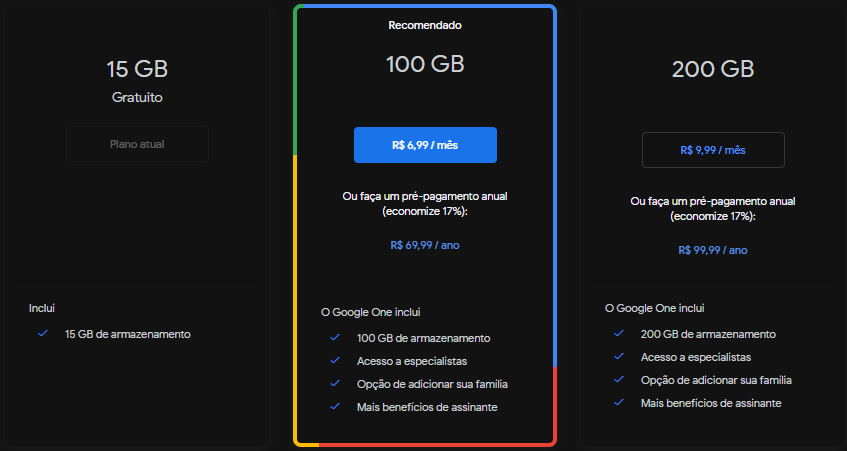 15 GB
Gratuito
Plano atual
Inclui
15 GB de armazenamento
Recomendado
100 GB
R$ 6,99 / mês
Ou faça um pré-pagamento anual
(economize 17%):
R$ 69,99 / ano
O Google One inclui
100 GB de armazenamento
Acesso a especialistas
Opção de adicionar sua família
Mais benefícios de assinante
200 GB
R$ 9,99 / mês
Ou faça um pré-pagamento anual
(economize 17%):
R$ 99,99 / ano
O Google One inclui
200 GB de armazenamento
Acesso a especialistas
Opção de adicionar sua família
Mais benefícios de assinante